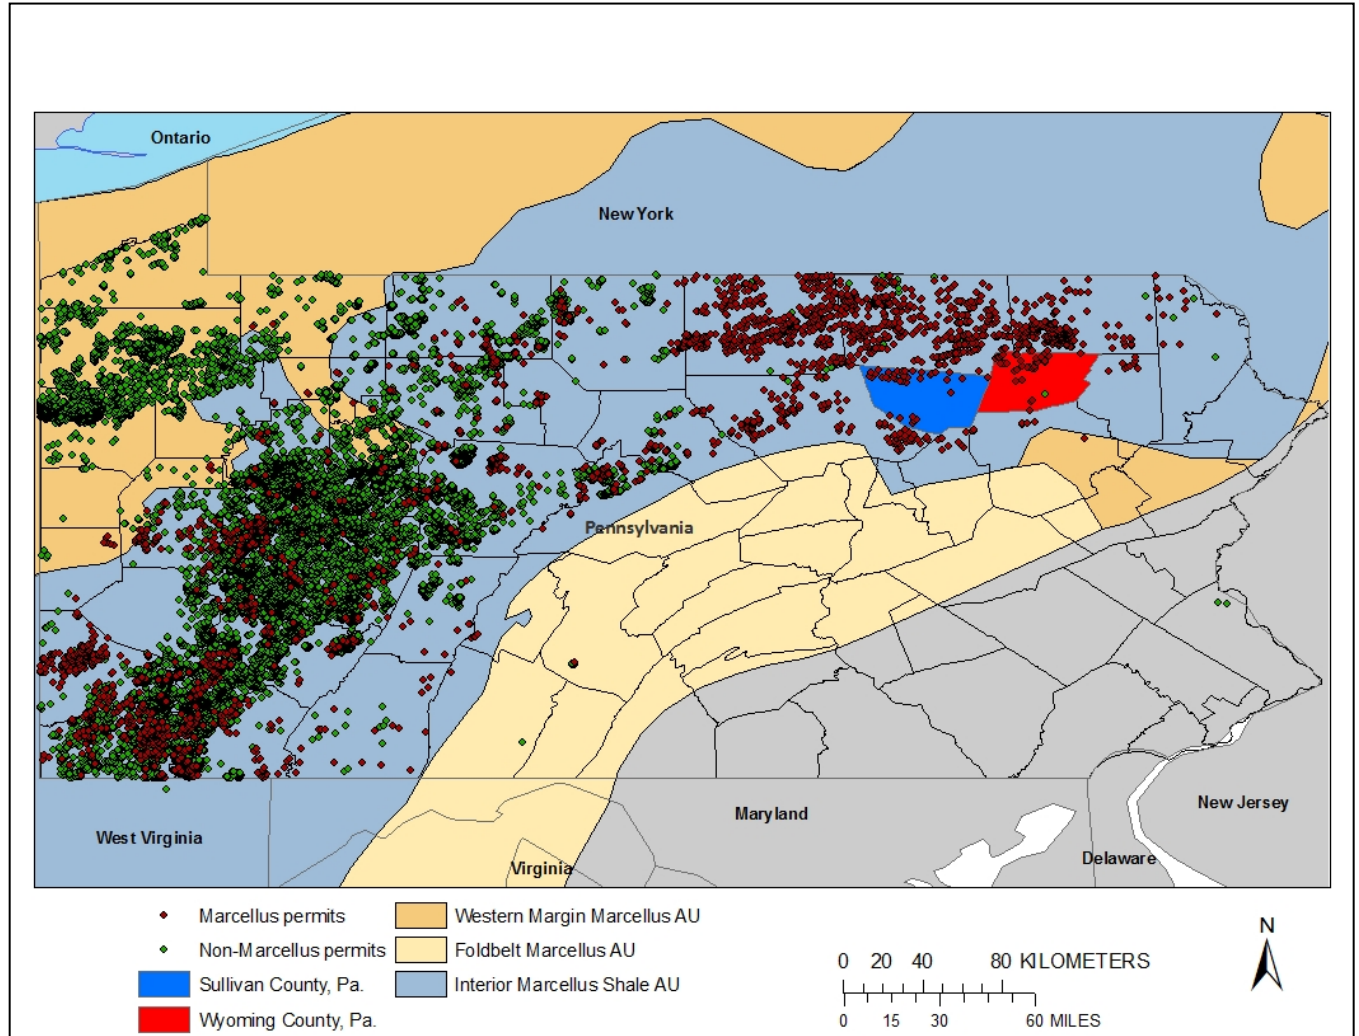 Ontario
New York
Pennsylvania
West Virginia
Virginia
Maryland
Delaware
New Jersey
Marcellus permits
Non-Marcellus permits
Sullivan County, Pa.
Wyoming County, Pa.
Western Margin Marcellus AU
Foldbelt Marcellus AU
Interior Marcellus Shale AU
0 20 40 80 KILOMETERS
0 15 30 60 MILES
N